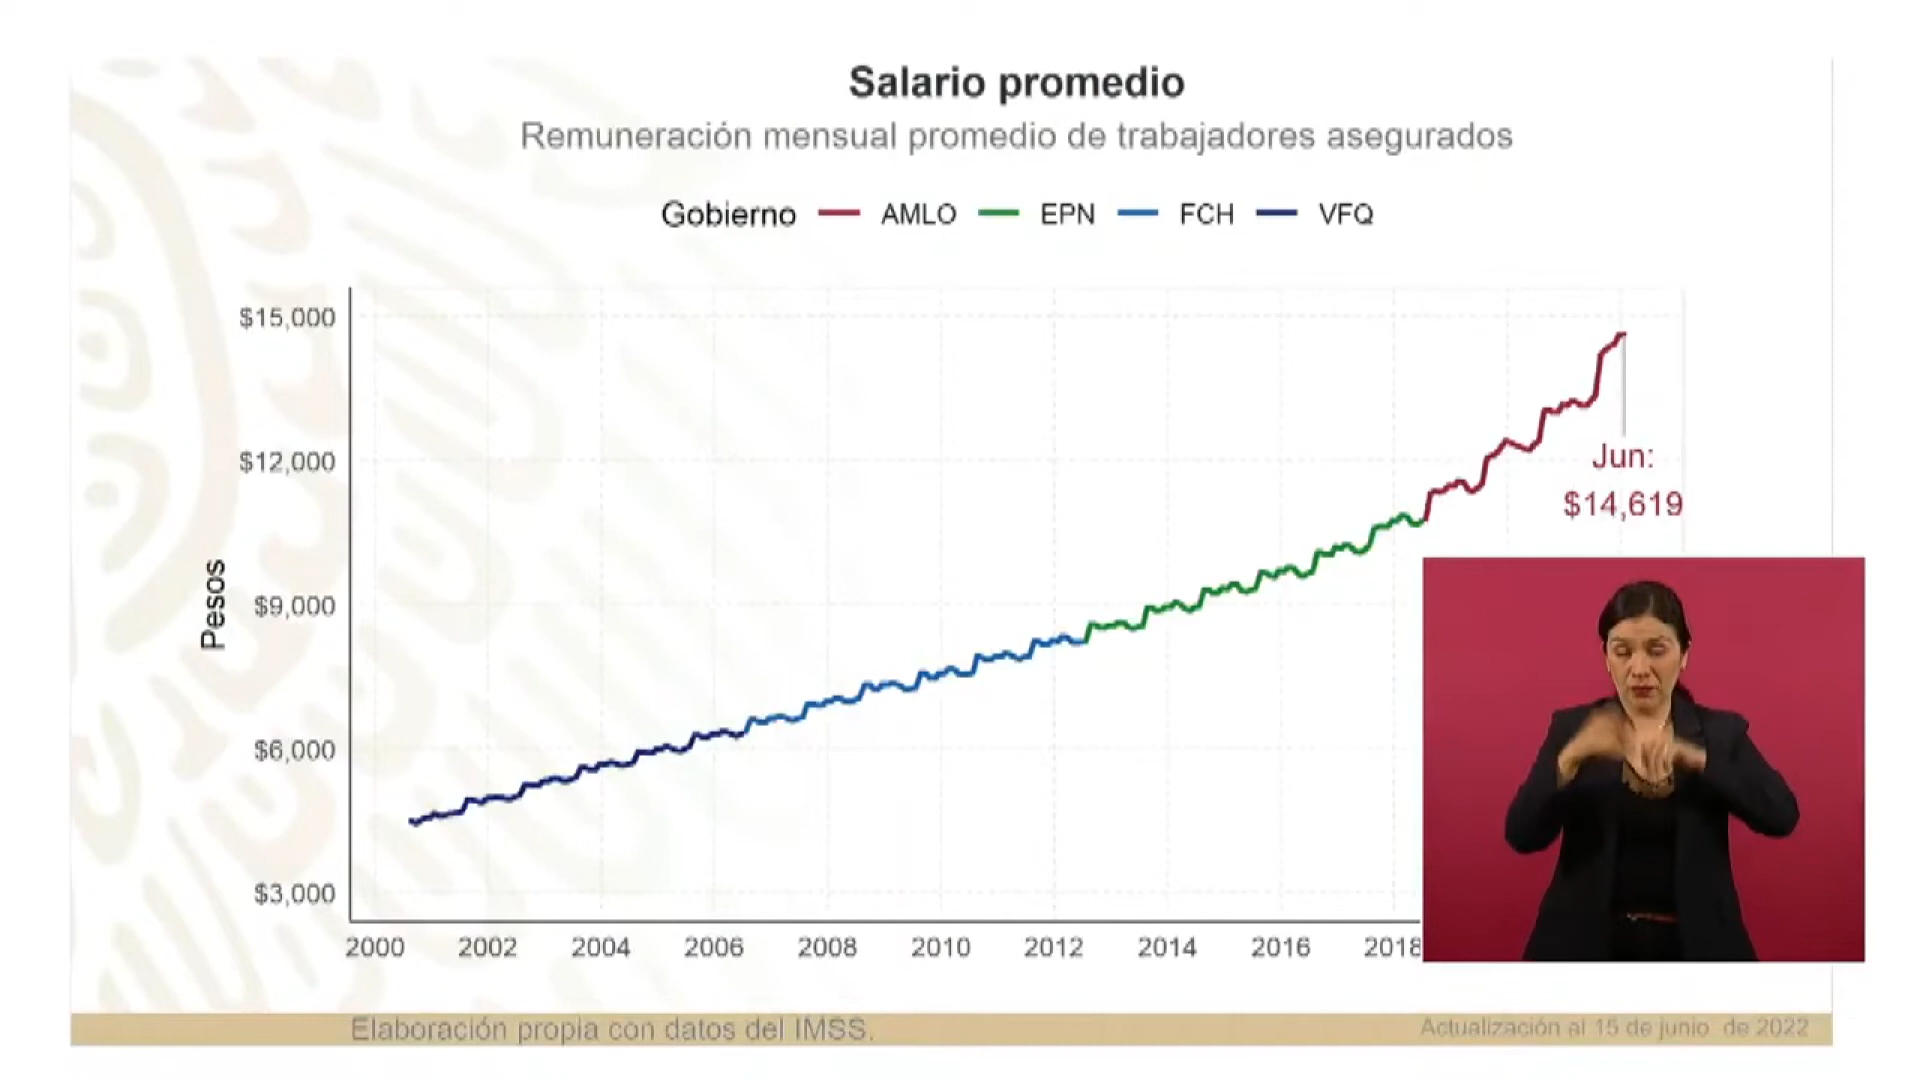 Salario promedio
Remuneración mensual promedio de trabajadores asegurados
Gobierno AMLO EPN FCH VFQ
$15,000
$12,000
$9,000
$6,000
$3,000
Pesos
Jun:
$14,619
2000 2002 2004 2006 2008 2010 2012 2014 2016 2018
Elaboración propia con datos del IMSS.
Actualización al 15 de junio de 2022